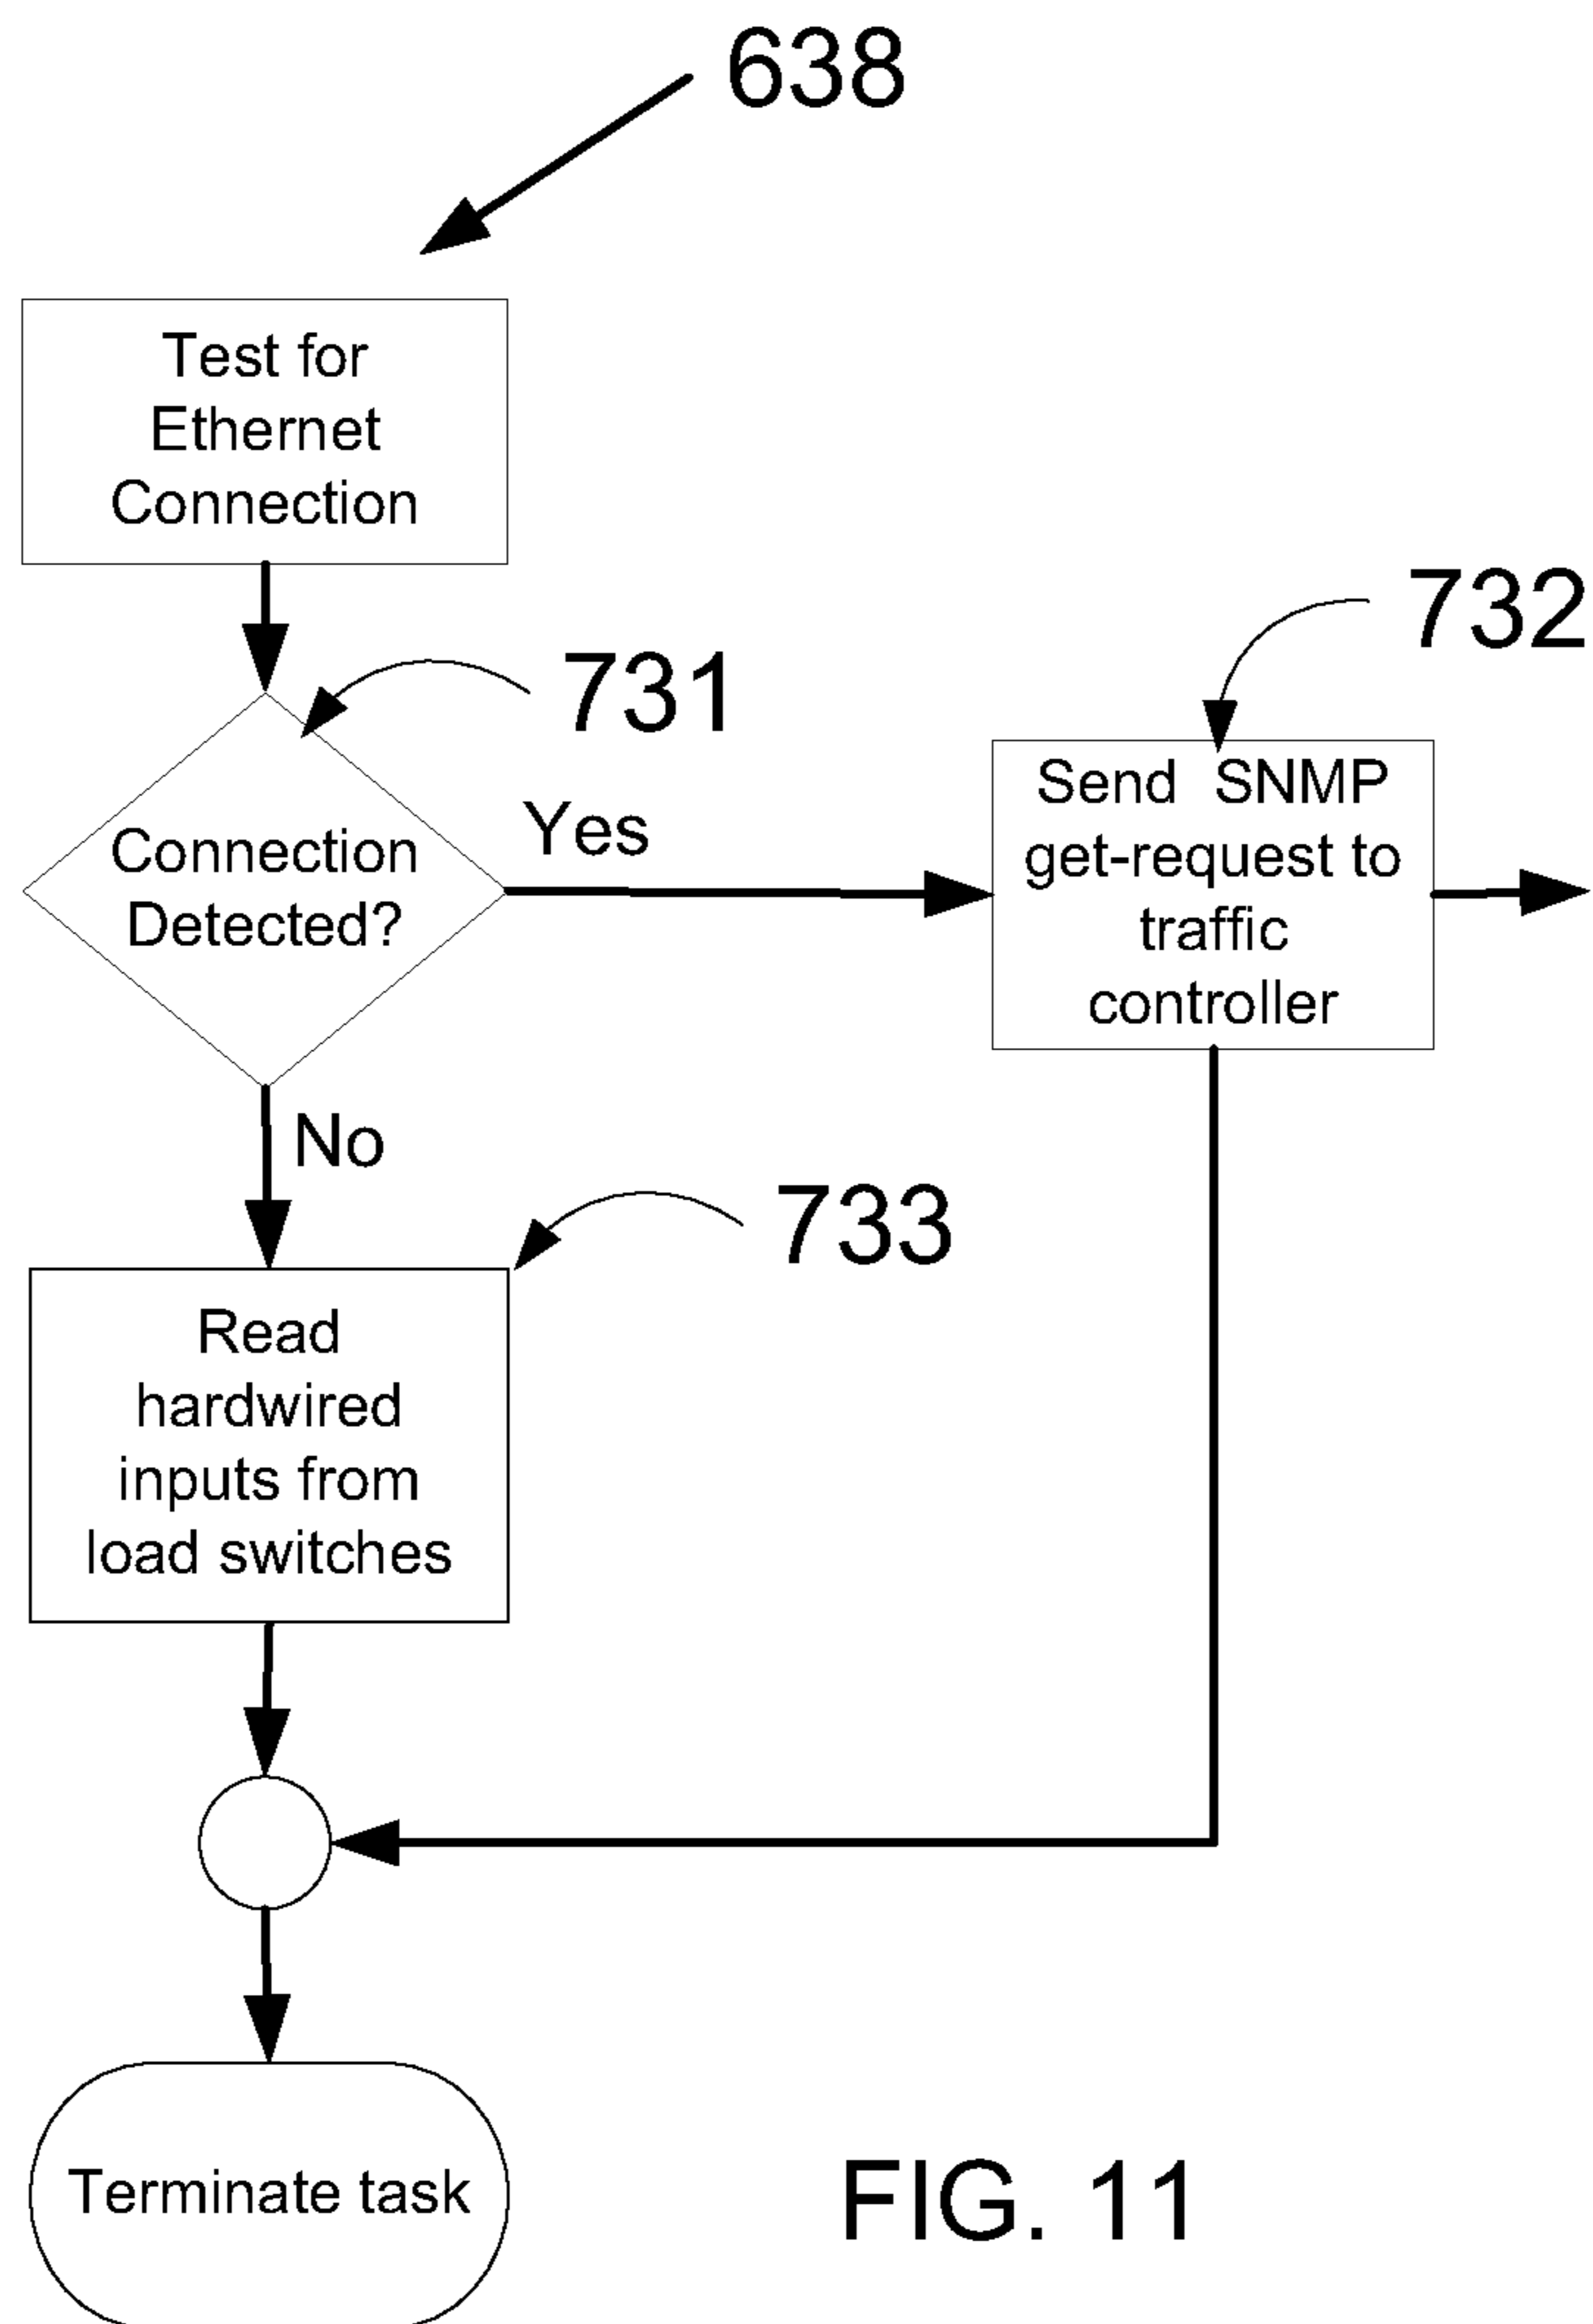 638
Test for
Ethernet
Connection
732
731
Connection
Detected?
Yes
Send SNMP
get-request to
traffic
controller
No
733
Read
hardwired
inputs from
load switches
Terminate task
FIG. 11